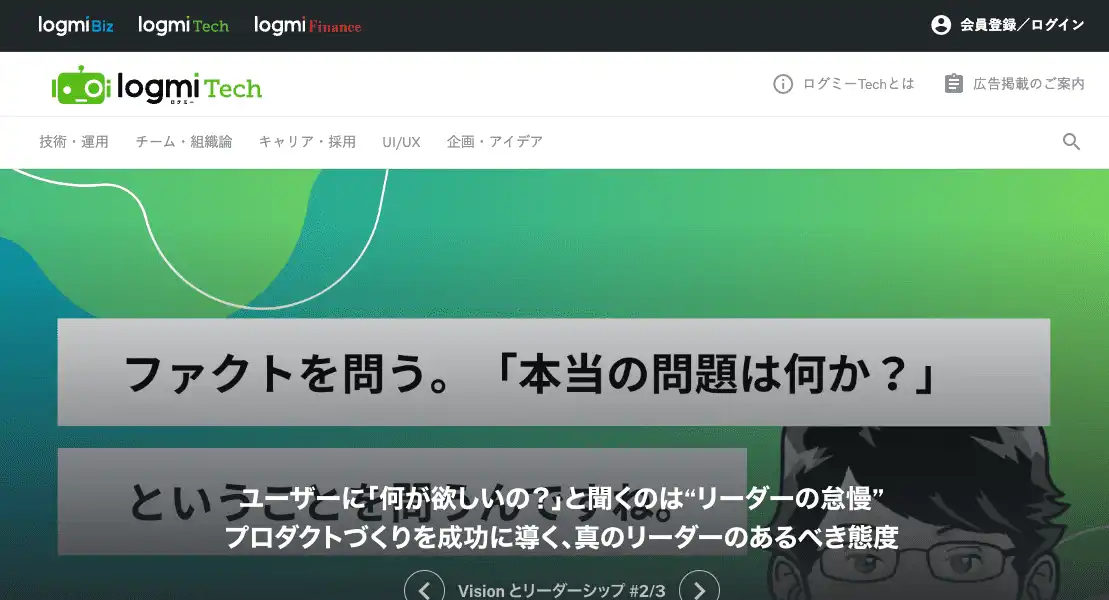 logmi Biz logmi Tech logmi Finance 会員登録／ログイン
logmi Tech ログミーTechとは 広告掲載のご案内
ログミー
技術・運用 チーム・組織論 キャリア・採用 UI/UX 企画・アイデア
ファクトを問う。「本当の問題は何か？」
ということを問うんですね。
ユーザーに「何が欲しいの？」と聞くのは“リーダーの怠慢”
プロダクトづくりを成功に導く、真のリーダーのあるべき態度
Vision とリーダーシップ #2/3